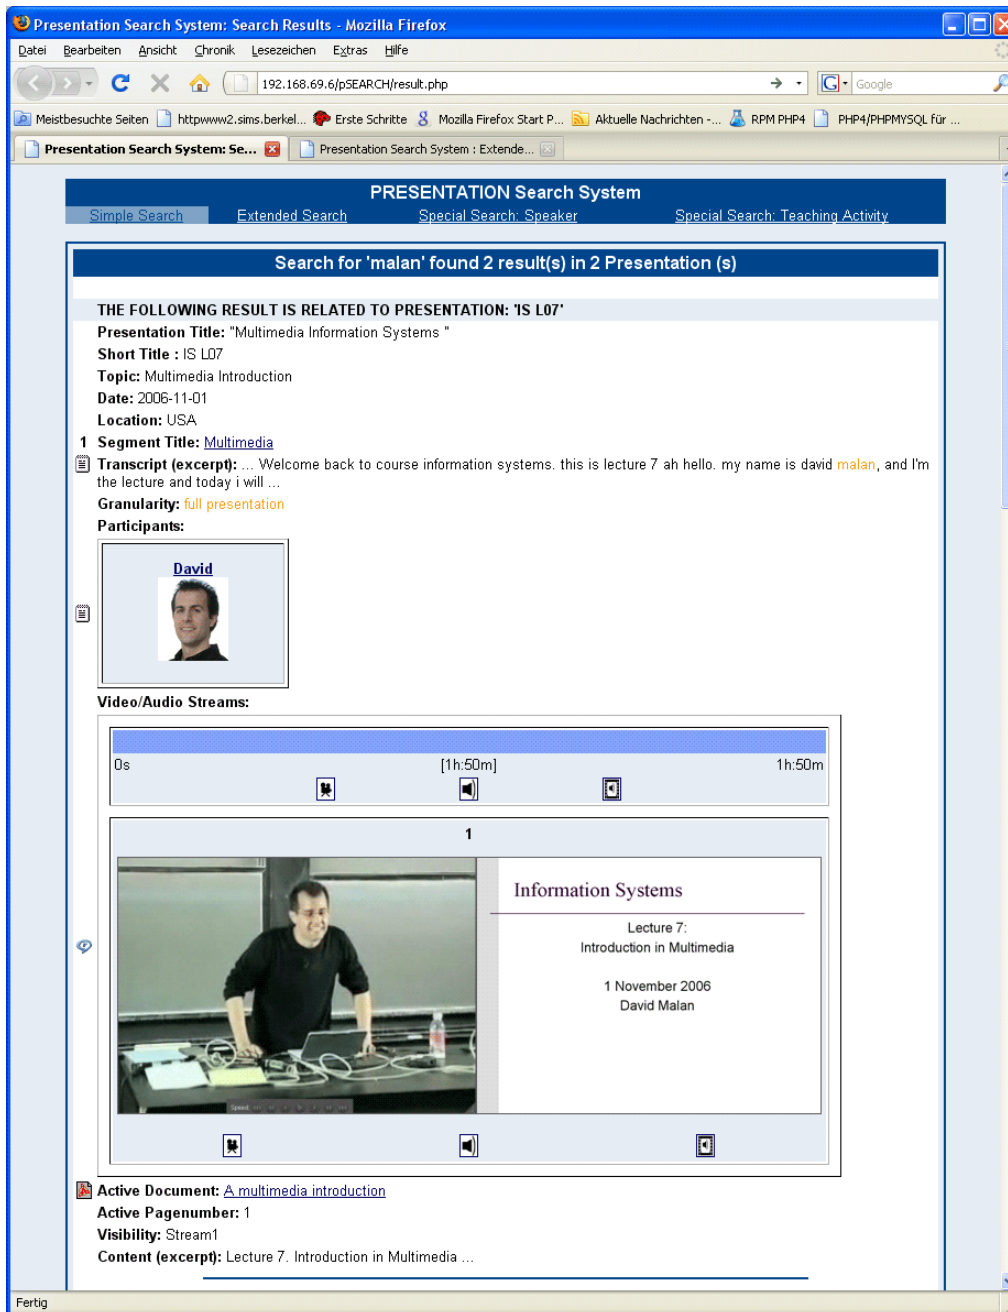 Presentation Search System: Search Results - Mozilla Firefox
Datei Bearbeiten Ansicht Chronik Lesezeichen Extras Hilfe
192.168.69.6/pSEARCH/result.php
G Google
Meistbesuchte Seiten httpwww2.sims.berkel... Erste Schritte 8 Mozilla Firefox Start P... Aktuelle Nachrichten -... RPM PHP4 PHP4/PHPMYSQL für ...
Presentation Search System: Se... Presentation Search System : Extende...
PRESENTATION Search System
Simple Search Extended Search Special Search: Speaker Special Search: Teaching Activity
Search for 'malan' found 2 result(s) in 2 Presentation (s)
THE FOLLOWING RESULT IS RELATED TO PRESENTATION: 'IS L07'
Presentation Title: "Multimedia Information Systems "
Short Title : IS L07
Topic: Multimedia Introduction
Date: 2006-11-01
Location: USA
1 Segment Title: Multimedia
Transcript (excerpt): ... Welcome back to course information systems. this is lecture 7 ah hello. my name is david malan, and I'm
the lecture and today i will ...
Granularity: full presentation
Participants:
David
Video/Audio Streams:
0s [1h:50m] 1h:50m
1
Information Systems
Lecture 7:
Introduction in Multimedia
1 November 2006
David Malan
Speed
Active Document: A multimedia introduction
Active Pagenumber: 1
Visibility: Stream1
Content (excerpt): Lecture 7. Introduction in Multimedia ...
Fertig